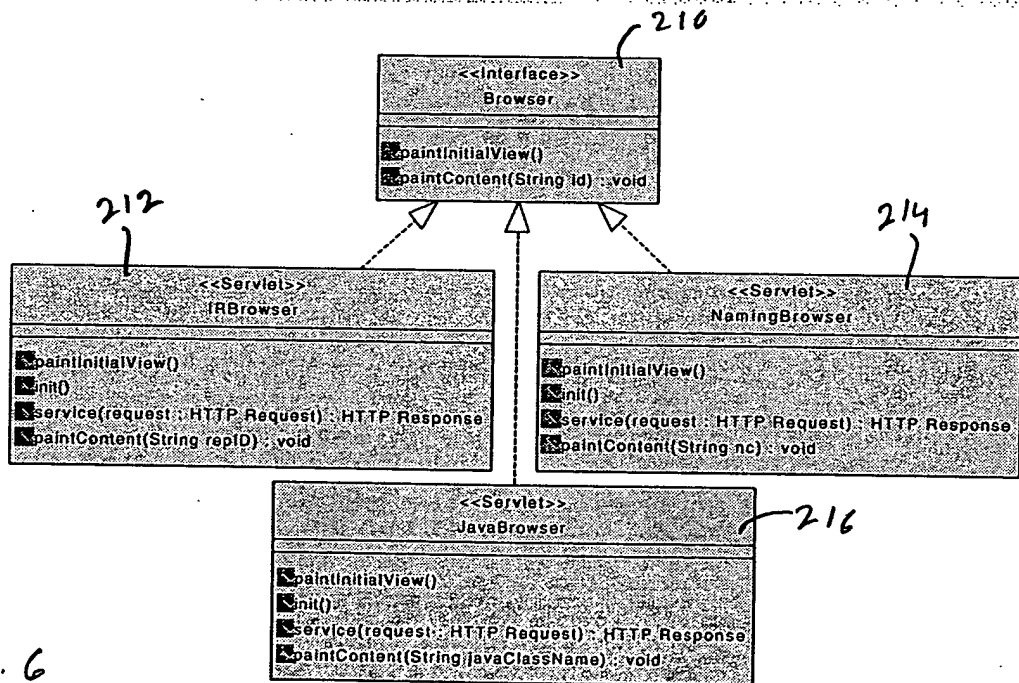 210
<<Interface>>
Browser
paintInitialView()
paintContent(String id) : void
212
<<Servlet>>
IRBrowser
paintInitialView()
init()
service(request : HTTP Request) : HTTP Response
paintContent(String repID) : void
214
<<Servlet>>
NamingBrowser
paintInitialView()
init()
service(request : HTTP Request) : HTTP Response
paintContent(String nc) : void
216
<<Servlet>>
JavaBrowser
paintInitialView()
init()
service(request : HTTP Request) : HTTP Response
paintContent(String javaClassName) : void
. 6